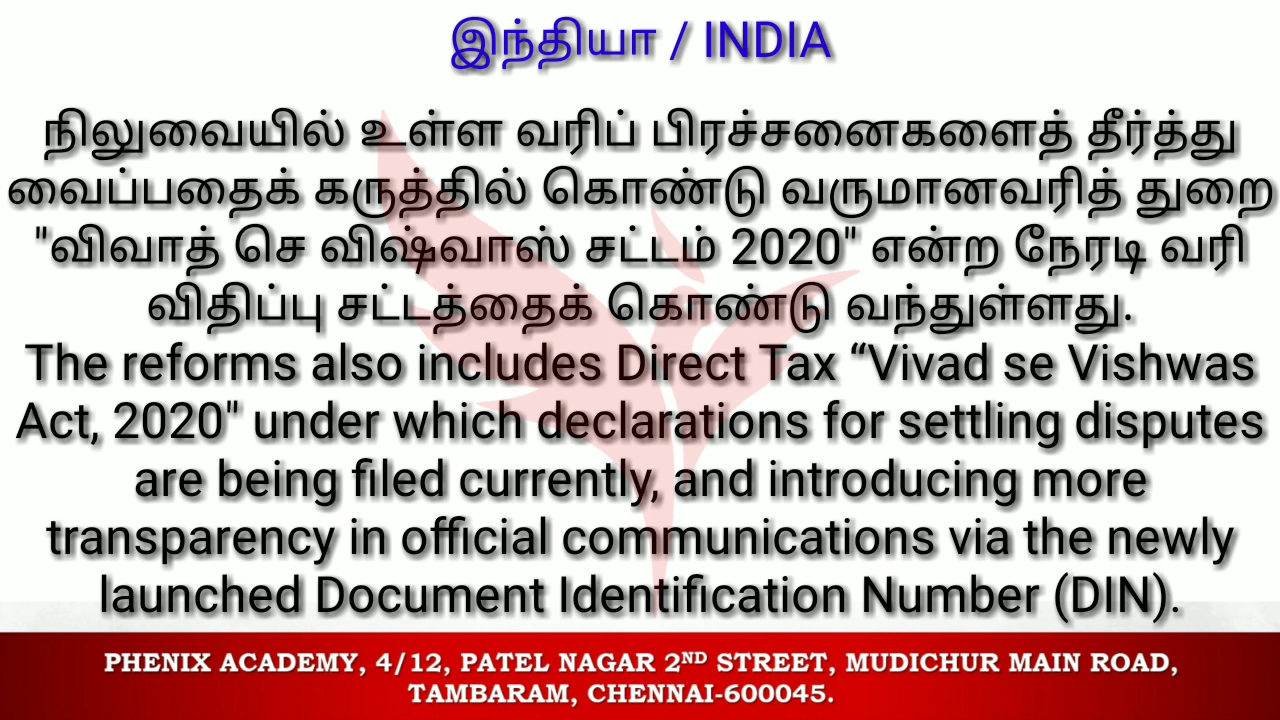 இந்தியா / INDIA
நிலுவையில் உள்ள வரிப் பிரச்சனைகளைத் தீர்த்து
வைப்பதைக் கருத்தில் கொண்டு வருமானவரித் துறை
"விவாத் செ விஷ்வாஸ் சட்டம் 2020" என்ற நேரடி வரி
விதிப்பு சட்டத்தைக் கொண்டு வந்துள்ளது.
The reforms also includes Direct Tax “Vivad se Vishwas
Act, 2020" under which declarations for settling disputes
are being filed currently, and introducing more
transparency in official communications via the newly
launched Document Identification Number (DIN).
PHENIX ACADEMY, 4/12, PATEL NAGAR 2ND STREET, MUDICHUR MAIN ROAD,
TAMBARAM, CHENNAI-600045.